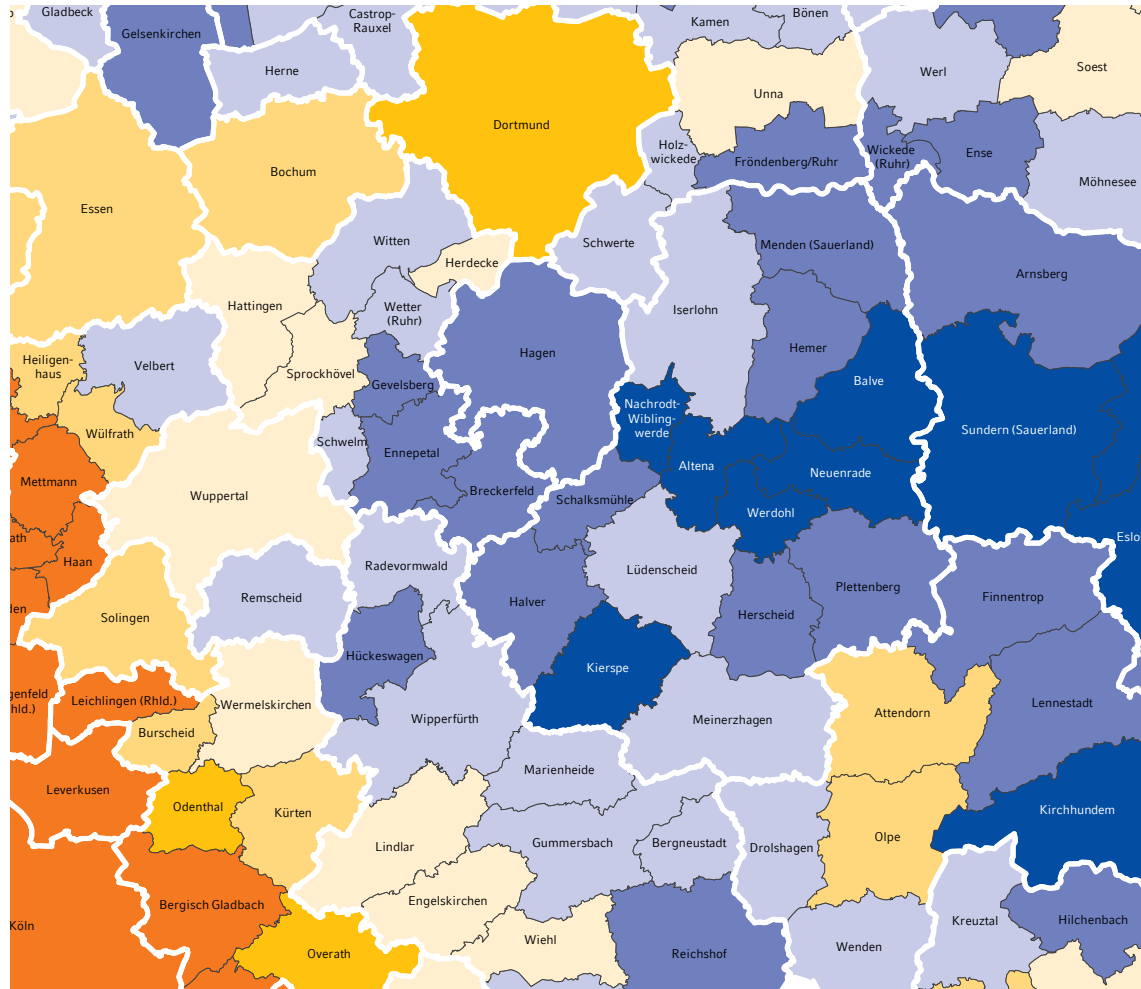 Gladbeck
Gelsenkirchen
Castrop-
Rauxel
Kamen
Bönen
Herne
Werl
Soest
Unna
Dortmund
Holz-
wickede
Fröndenberg/Ruhr
Wickede
(Ruhr)
Ense
Möhnesee
Bochum
Essen
Witten
Herdecke
Schwerte
Menden (Sauerland)
Arnsberg
Hattingen
Wetter
(Ruhr)
Iserlohn
Hagen
Hemer
Heiligen-
haus
Velbert
Sprockhövel
Gevelsberg
Balve
Nachrodt-
Wibling-
werde
Wülfrath
Schwelm
Ennepetal
Sundern (Sauerland)
Altena
Neuenrade
Mettmann
Wuppertal
Breckerfeld
Schalksmühle
Werdohl
ath
Haan
Radevormwald
Lüdenscheid
Eslo
den
Solingen
Remscheid
Halver
Herscheid
Plettenberg
Finnentrop
Hückeswagen
Kierspe
genfeld
hld.)
Leichlingen (Rhld.)
Wermelskirchen
Wipperfürth
Meinerzhagen
Attendorn
Lennestadt
Burscheid
Marienheide
Leverkusen
Odenthal
Kürten
Kirchhundem
Lindlar
Gummersbach
Bergneustadt
Drolshagen
Olpe
Bergisch Gladbach
Engelskirchen
Köln
Wiehl
Kreuztal
Hilchenbach
Overath
Reichshof
Wenden